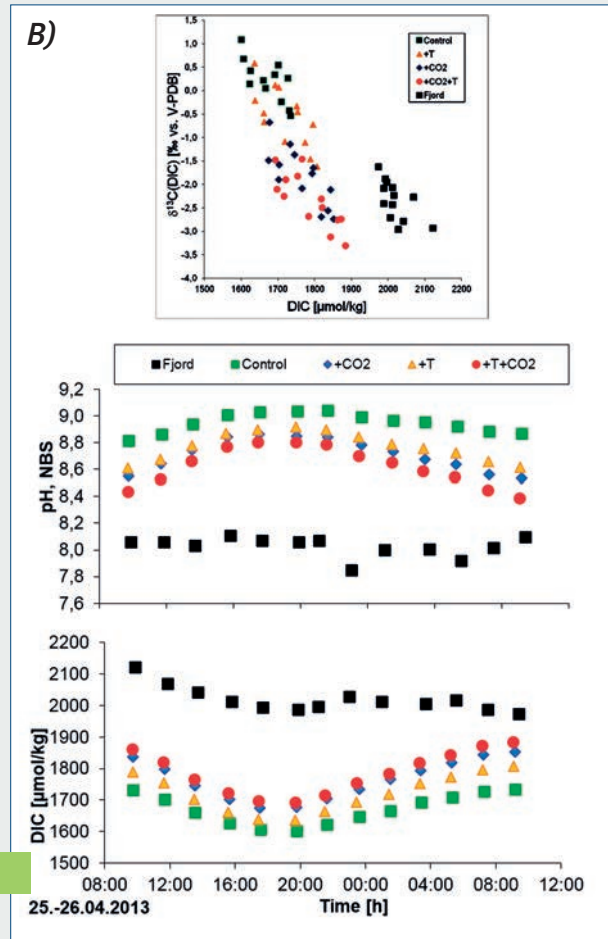 B)
1,5
1,0
0,5
0,0
-0,5
-1,0
-1,5
-2,0
-2,5
-3,0
-3,5
-4,0
δ¹³C(DIC) [‰ vs. V-PDB]
Control
+T
+CO2
+CO2+T
Fjord
1500 1600 1700 1800 1900 2000 2100 2200
DIC [µmol/kg]
Fjord Control +CO2 +T +T+CO2
9,2
9,0
8,8
8,6
8,4
8,2
8,0
7,8
7,6
pH, NBS
2200
2100
2000
1900
1800
1700
1600
1500
DIC [µmol/kg]
08:00 12:00 16:00 20:00 00:00 04:00 08:00 12:00
25.-26.04.2013 Time [h]